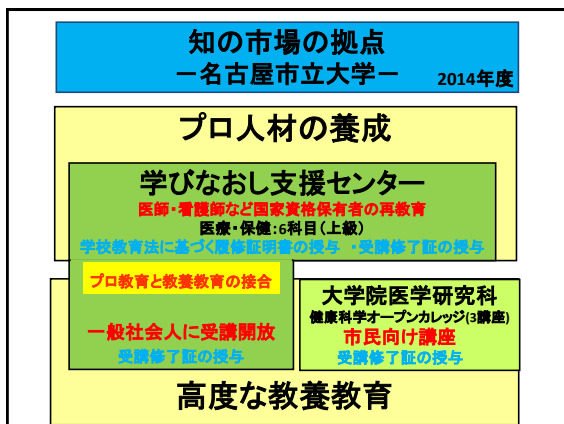 知の市場の拠点
－名古屋市立大学－ 2014年度
プロ人材の養成
学びなおし支援センター
医師・看護師など国家資格保有者の再教育
医療・保健：6科目（上級）
学校教育法に基づく履修証明書の授与 ・受講修了証の授与
プロ教育と教養教育の接合
一般社会人に受講開放
受講修了証の授与
大学院医学研究科
健康科学オープンカレッジ(3講座)
市民向け講座
受講修了証の授与
高度な教養教育